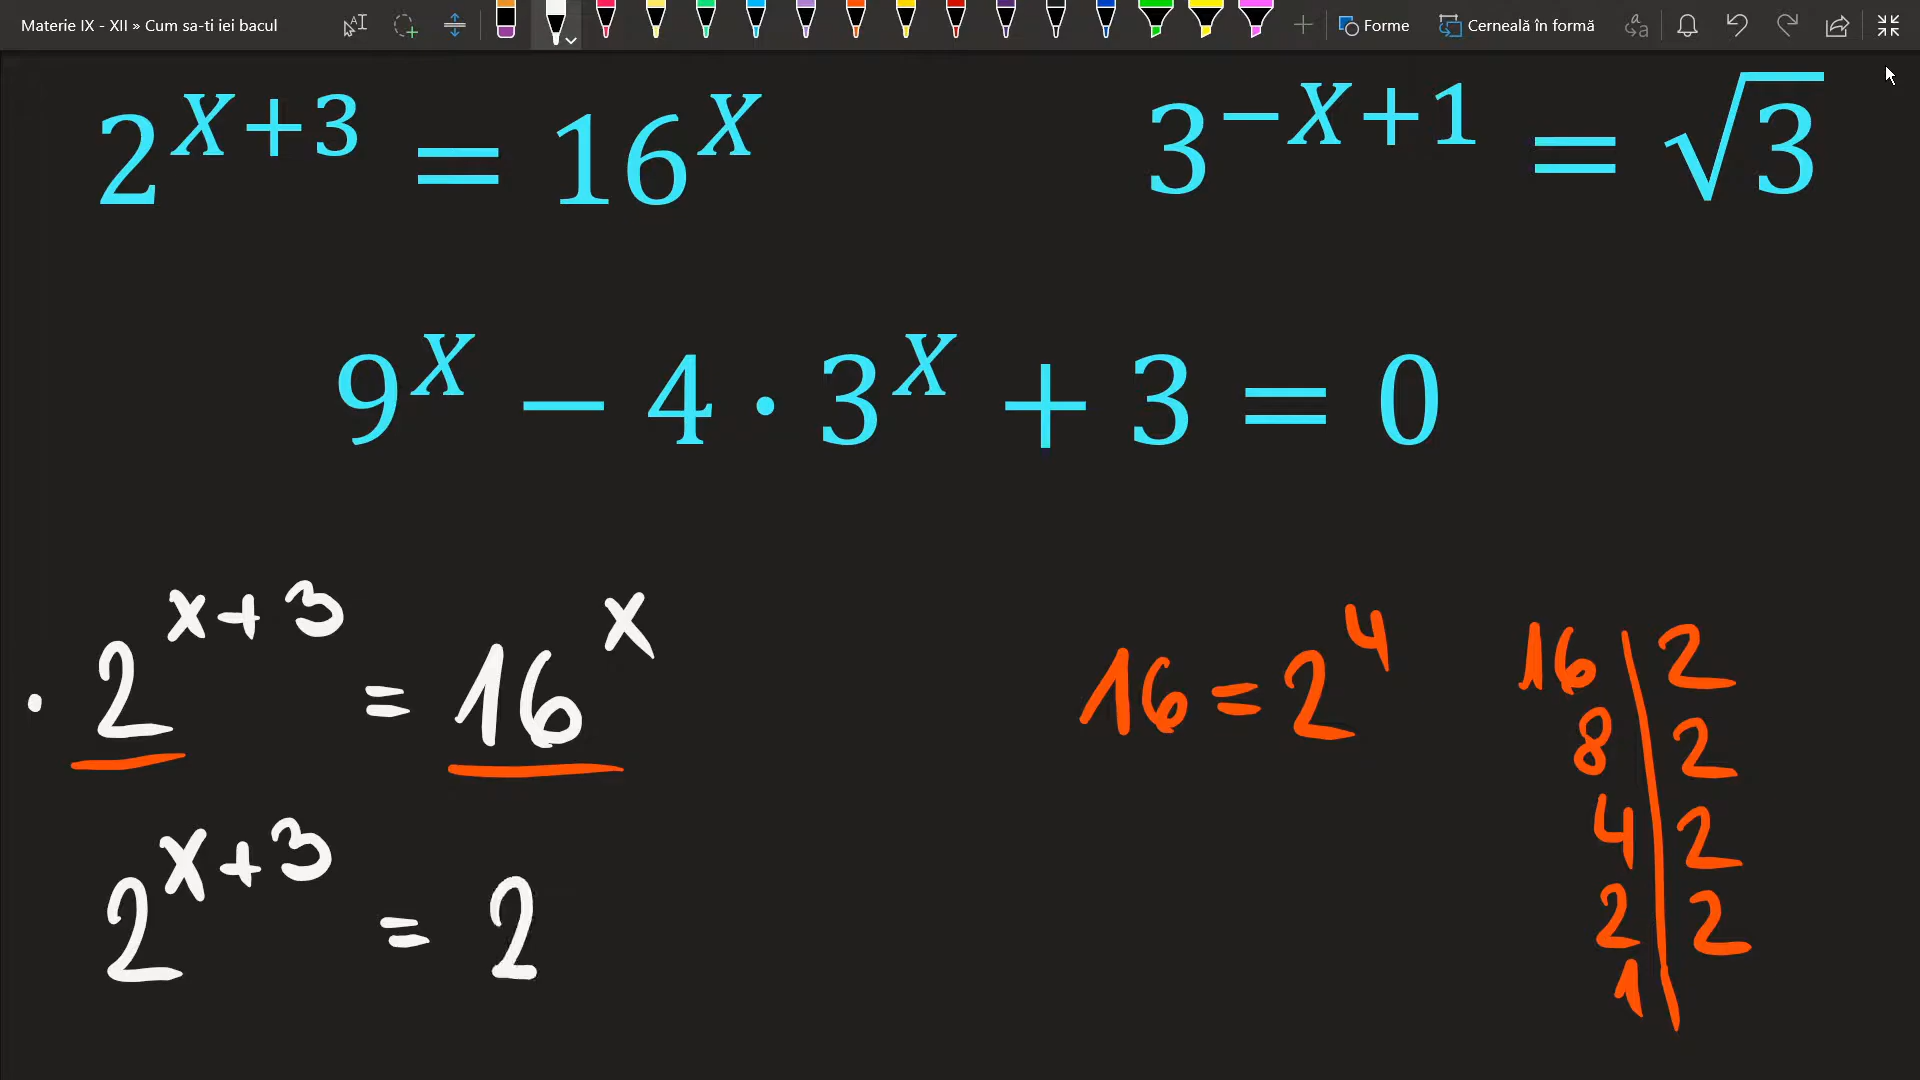 Materie IX - XII » Cum sa-ti iei bacul Forme Cerneală în formă
2^{X+3} = 16^X 3^{-X+1} = √3
9^X − 4 · 3^X + 3 = 0
· 2^{x+3} = 16^x 16 = 2^4 16 | 2
8 | 2
4 | 2
2^{x+3} = 2 2 | 2
1 |